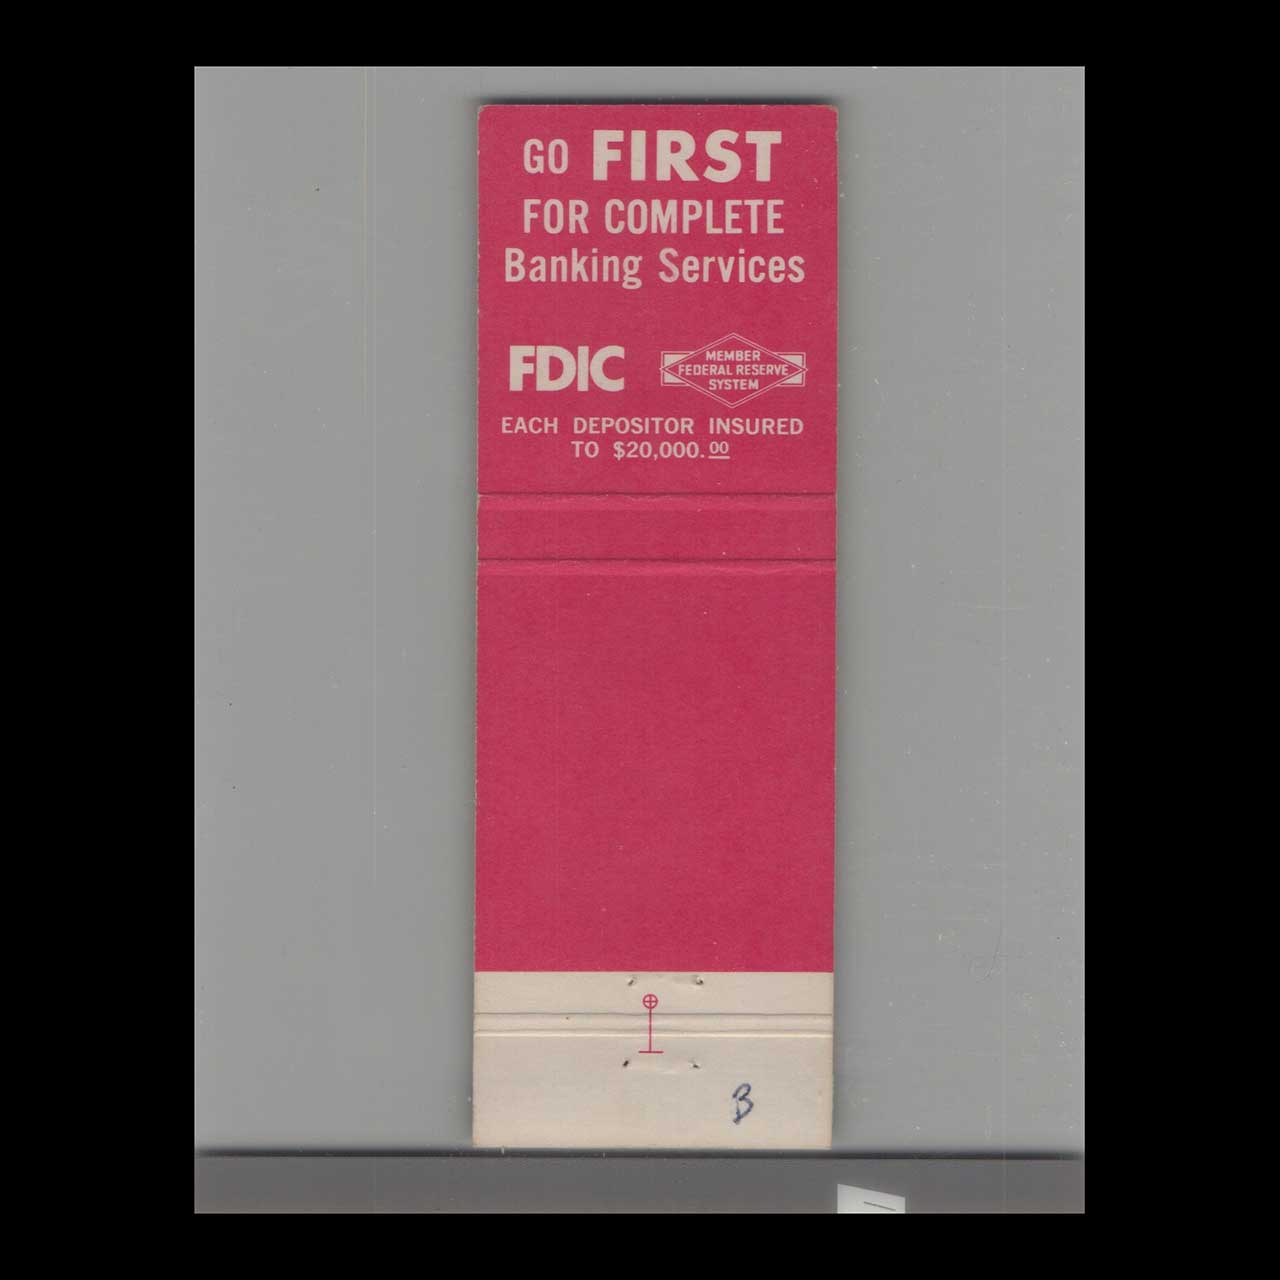 GO FIRST
FOR COMPLETE
Banking Services
FDIC
MEMBER
FEDERAL RESERVE
SYSTEM
EACH DEPOSITOR INSURED
TO $20,000.00
B